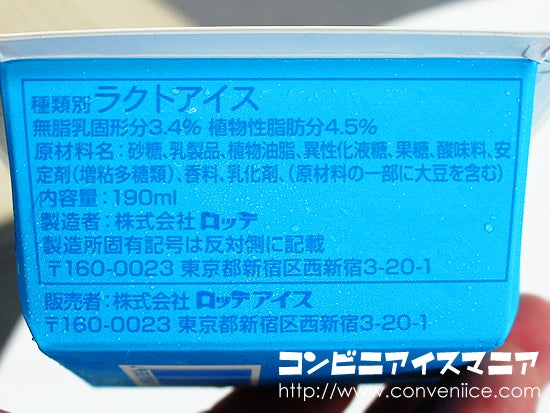 種類別ラクトアイス
無脂乳固形分3.4% 植物性脂肪分4.5%
原材料名：砂糖、乳製品、植物油脂、異性化液糖、果糖、酸味料、安
定剤（増粘多糖類）、香料、乳化剤、（原材料の一部に大豆を含む）
内容量：190ml
製造者：株式会社 ロッテ
製造所固有記号は反対側に記載
〒160-0023 東京都新宿区西新宿3-20-1
販売者：株式会社 ロッテアイス
〒160-0023 東京都新宿区西新宿3-20-1
コンビニアイスマニア
http://www.conveniice.com/